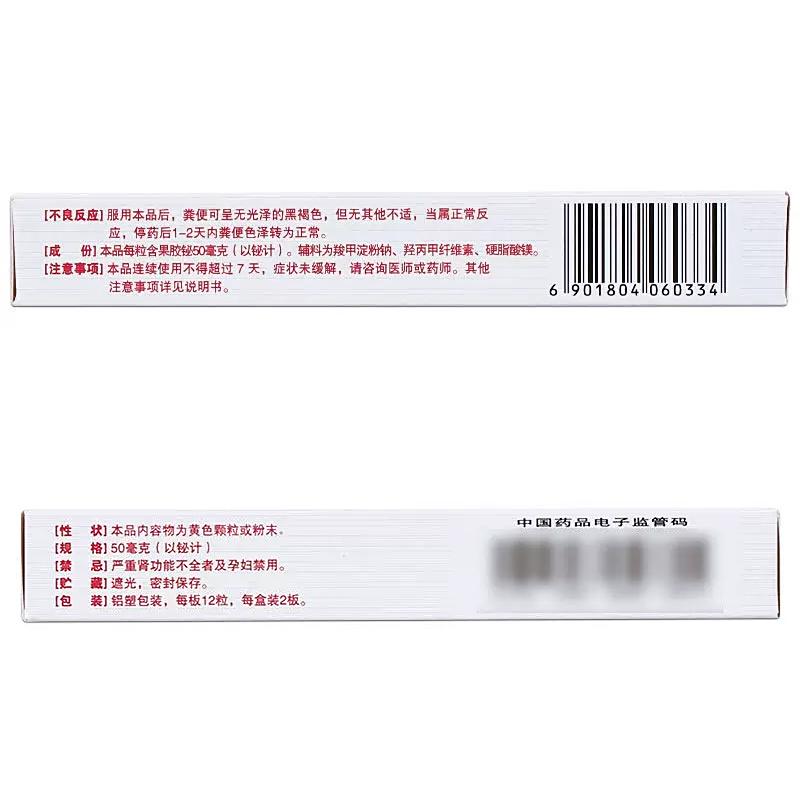 [不良反应] 服用本品后，粪便可呈无光泽的黑褐色，但无其他不适，当属正常反
应，停药后1-2天内粪便色泽转为正常。
[成 份] 本品每粒含果胶铋50毫克（以铋计）。辅料为羧甲淀粉钠、羟丙甲纤维素、硬脂酸镁。
[注意事项] 本品连续使用不得超过7天，症状未缓解，请咨询医师或药师。其他
注意事项详见说明书。
6 901804 060334
中国药品电子监管码
[性 状] 本品内容物为黄色颗粒或粉末。
[规 格] 50毫克（以铋计）
[禁 忌] 严重肾功能不全者及孕妇禁用。
[贮 藏] 遮光，密封保存。
[包 装] 铝塑包装，每板12粒，每盒装2板。